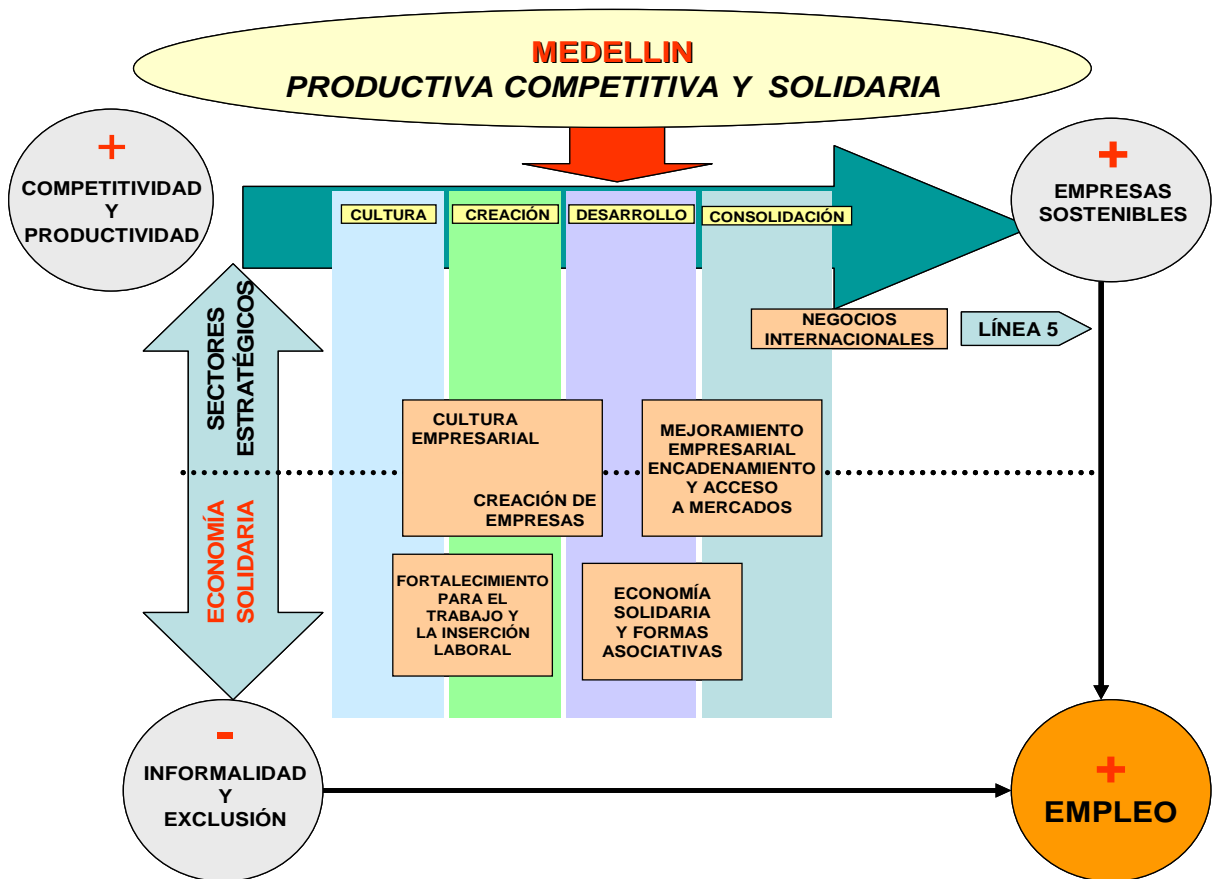 MEDELLIN
PRODUCTIVA COMPETITIVA Y SOLIDARIA
+
COMPETITIVIDAD
Y
PRODUCTIVIDAD
CULTURA
CREACIÓN
DESARROLLO
CONSOLIDACIÓN
+
EMPRESAS
SOSTENIBLES
NEGOCIOS
INTERNACIONALES
LÍNEA 5
SECTORES
ESTRATÉGICOS
ECONOMÍA
SOLIDARIA
CULTURA
EMPRESARIAL
CREACIÓN DE
EMPRESAS
MEJORAMIENTO
EMPRESARIAL
ENCADENAMIENTO
Y ACCESO
A MERCADOS
FORTALECIMIENTO
PARA EL
TRABAJO Y
LA INSERCIÓN
LABORAL
ECONOMÍA
SOLIDARIA
Y FORMAS
ASOCIATIVAS
-
INFORMALIDAD
Y
EXCLUSIÓN
+
EMPLEO